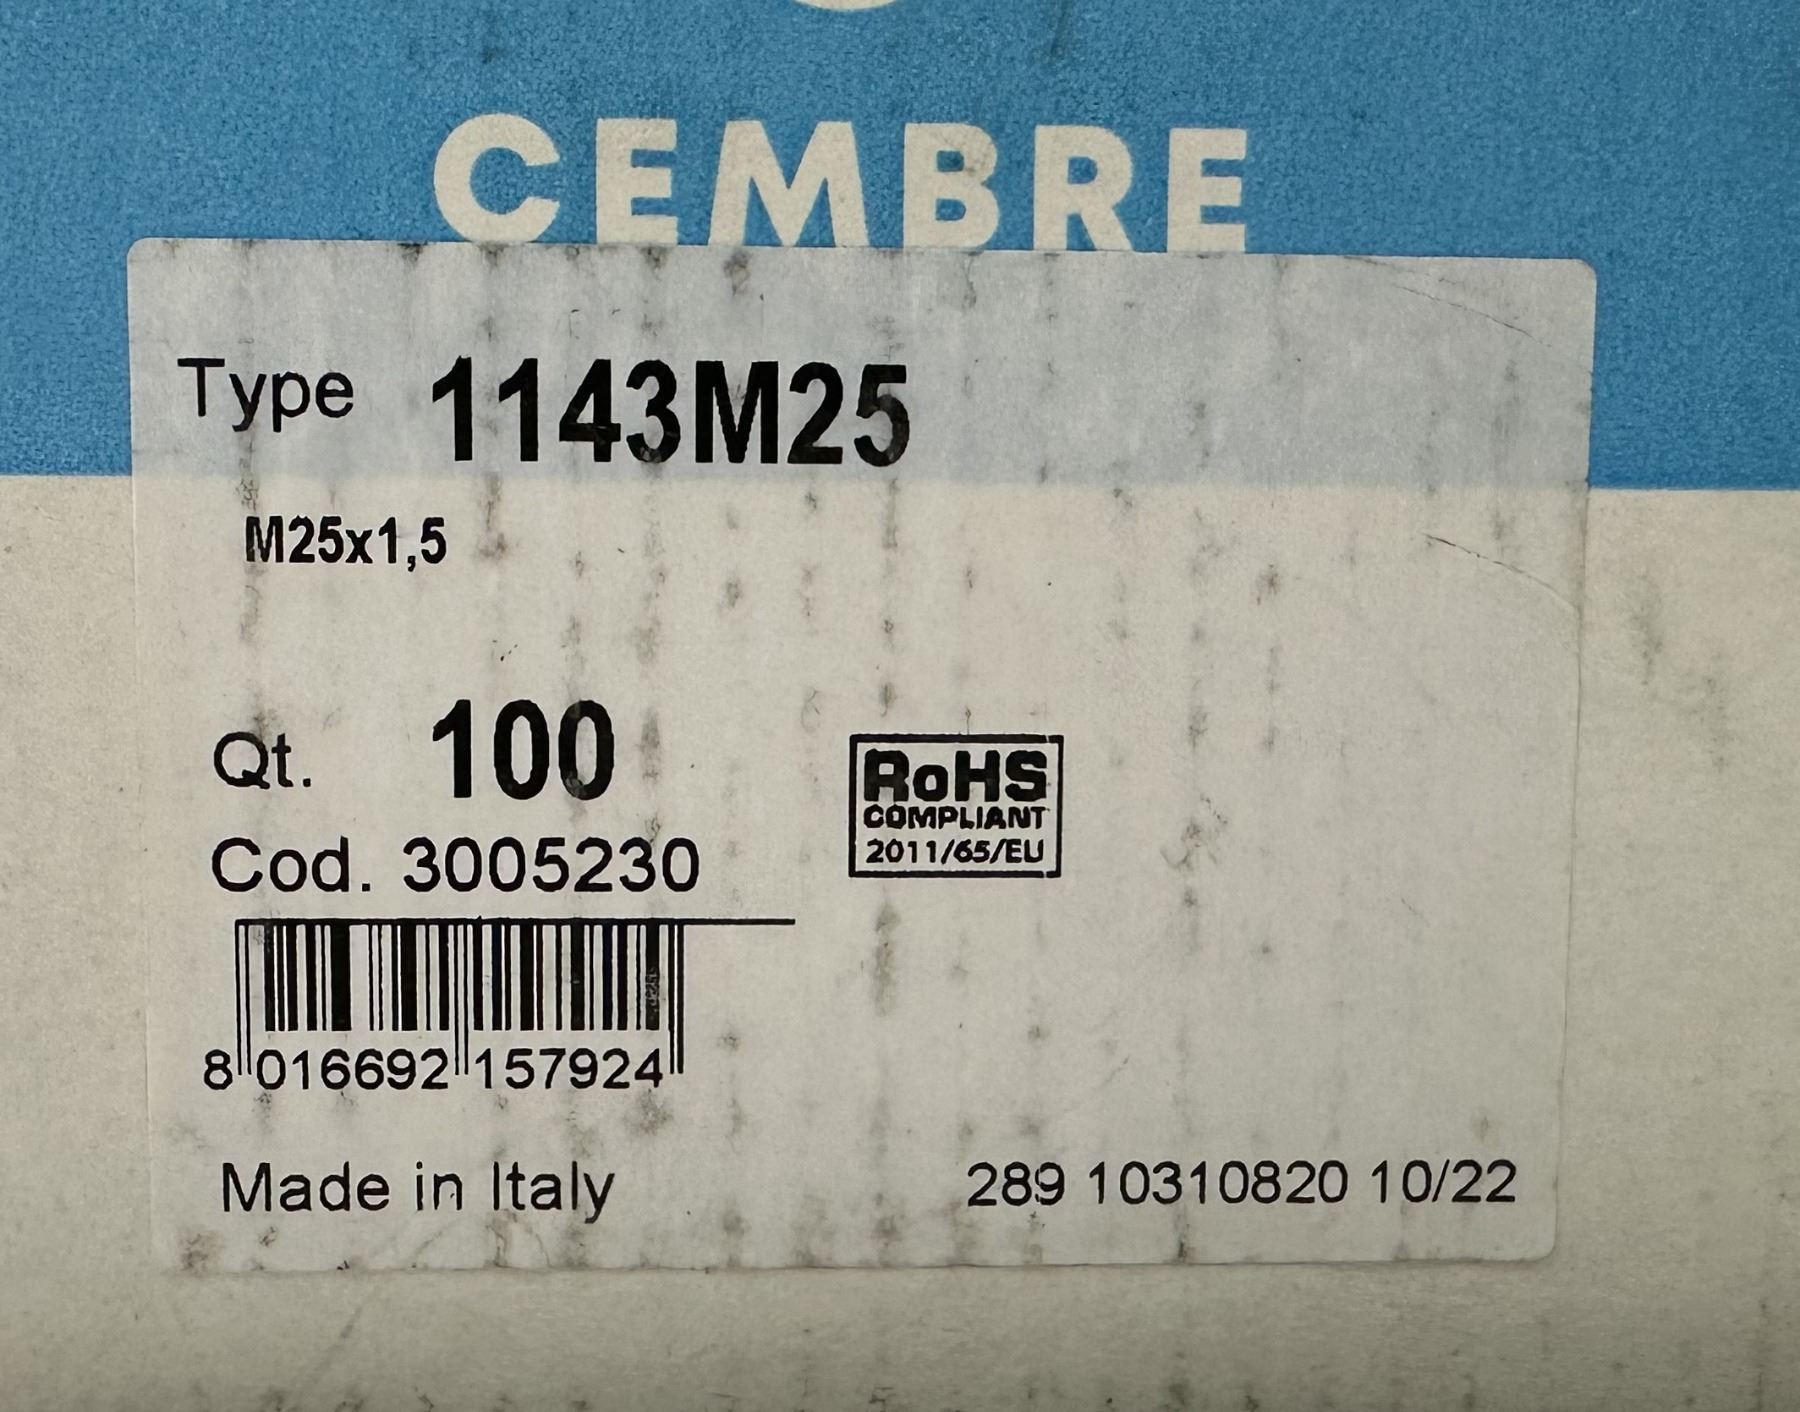 CEMBRE
Type 1143M25
M25x1,5
Qt. 100
RoHS
COMPLIANT
2011/65/EU
Cod. 3005230
8 016692 157924
Made in Italy
289 10310820 10/22